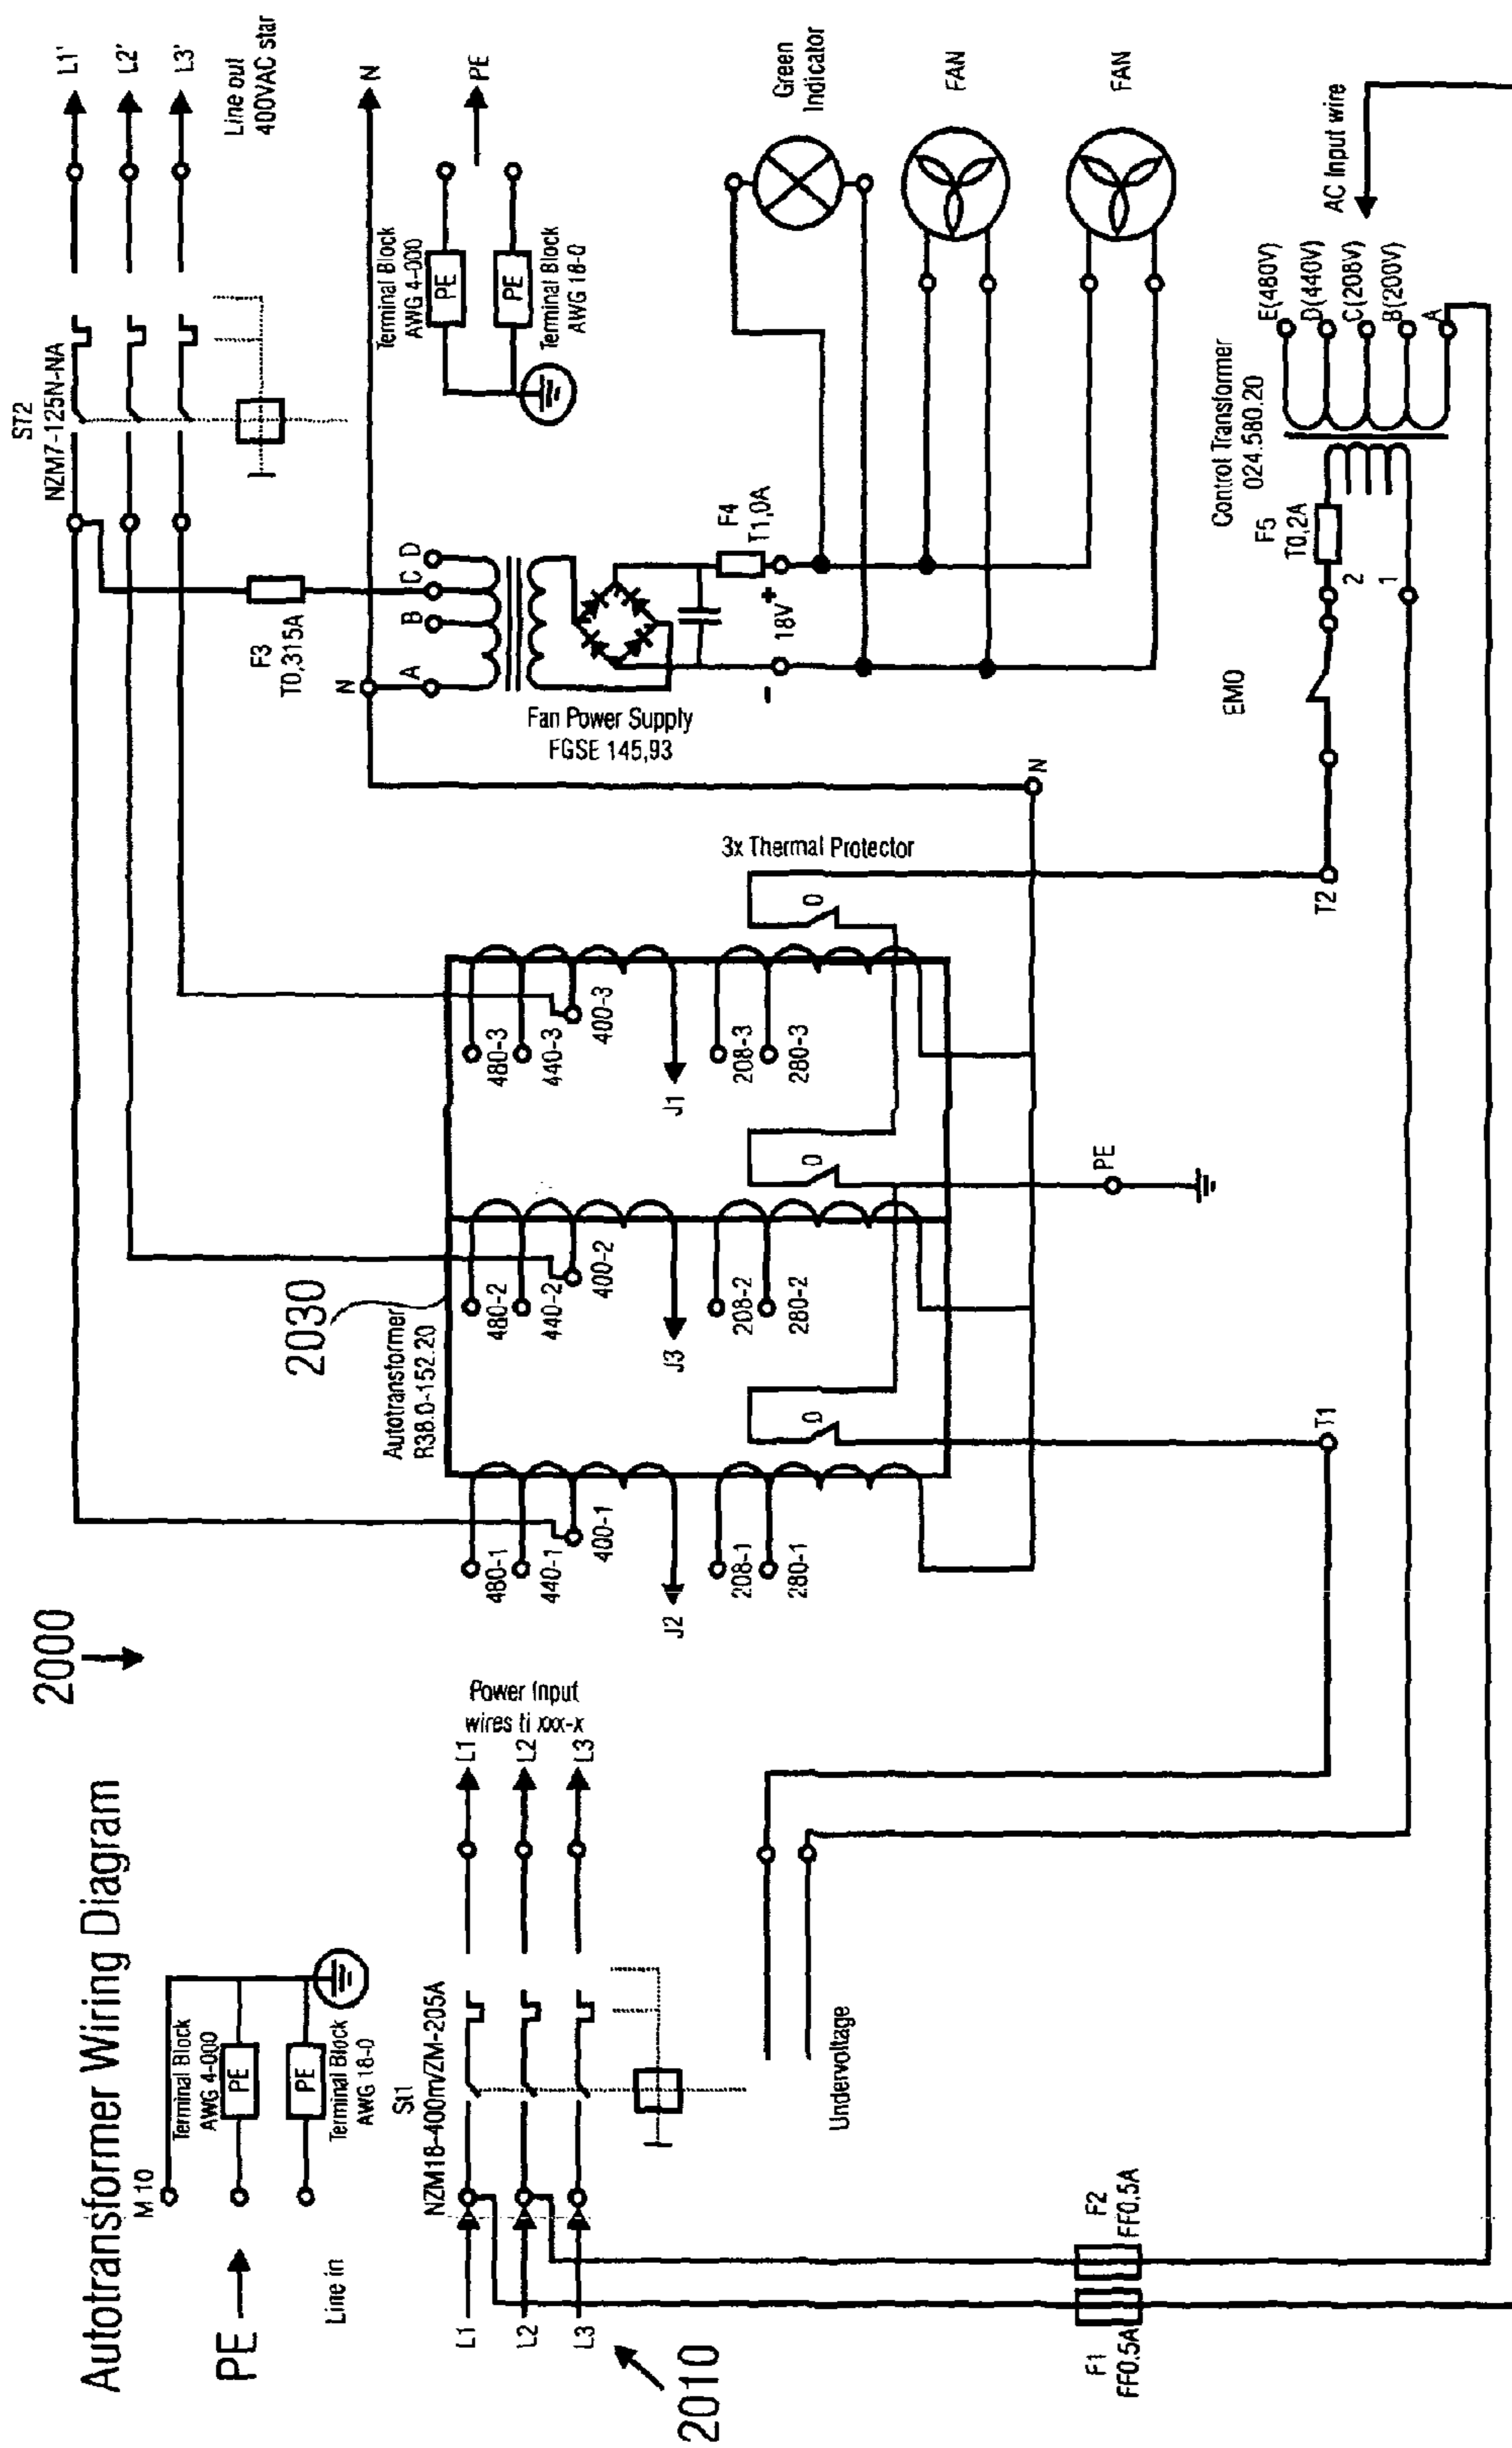 Autotransformer Wiring Diagram
2000
M 10
Terminal Block
AWG 4-000
PE
PE
PE
Terminal Block
AWG 18-0
Line in
St1
NZM18-400m/ZM-205A
L1
L2
L3
2010
Power Input
wires ti xxx-x
L1
L2
L3
Undervoltage
F1
FF0,5A
F2
FF0,5A
2030
Autotransformer
R38.0-152.20
480-1
440-1
400-1
J2
208-1
280-1
480-2
440-2
400-2
J3
208-2
280-2
480-3
440-3
400-3
J1
208-3
280-3
3x Thermal Protector
O
O
O
PE
T1
T2
N
ST2
NZM7-125N-NA
L1'
L2'
L3'
Line out
400VAC star
F3
T0,315A
N
N
PE
Terminal Block
AWG 4-000
PE
PE
Terminal Block
AWG 18-0
A
B
C
D
Fan Power Supply
FGSE 145,93
F4
T1,0A
- 18V +
Green
Indicator
FAN
FAN
EMO
F5
T0,2A
2
1
Control Transformer
024.580.20
E(480V)
D(440V)
C(208V)
B(200V)
A
AC Input wire